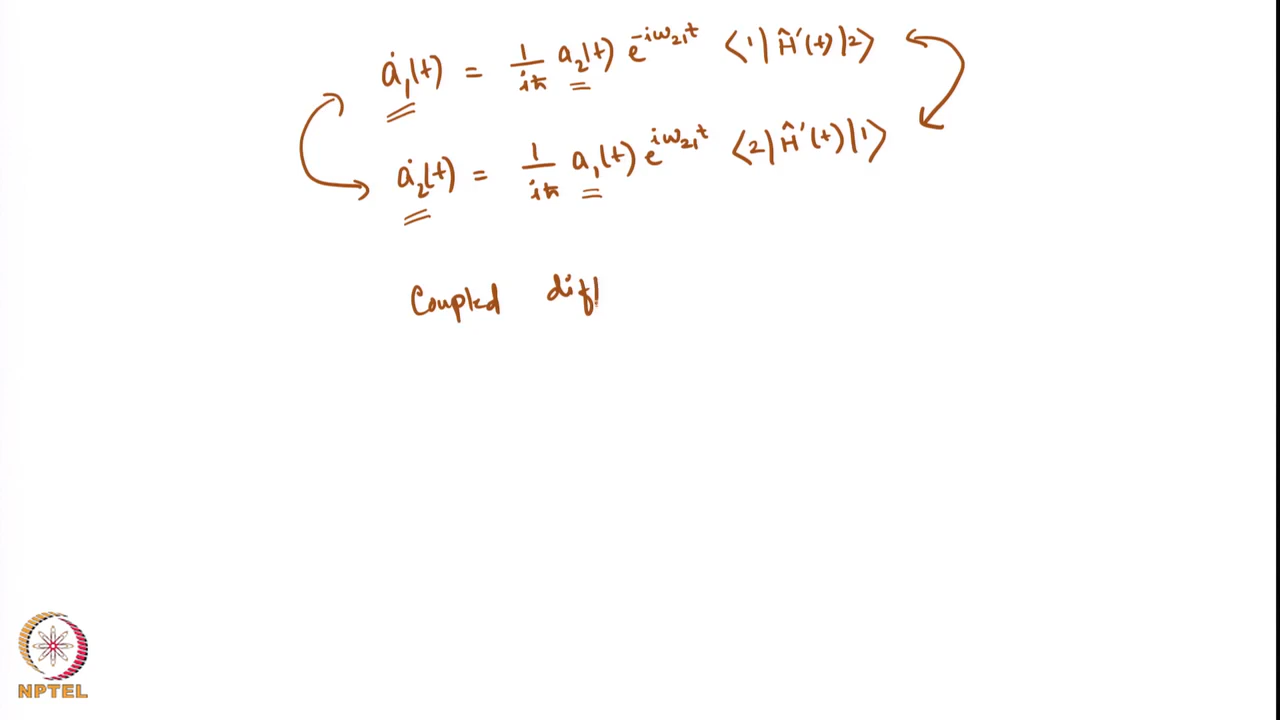 ȧ₁(t) = 1/iħ a₂(t) e^{-iω₂₁t} ⟨1|Ĥ'(t)|2⟩
ȧ₂(t) = 1/iħ a₁(t) e^{iω₂₁t} ⟨2|Ĥ'(t)|1⟩
Coupled diff
NPTEL